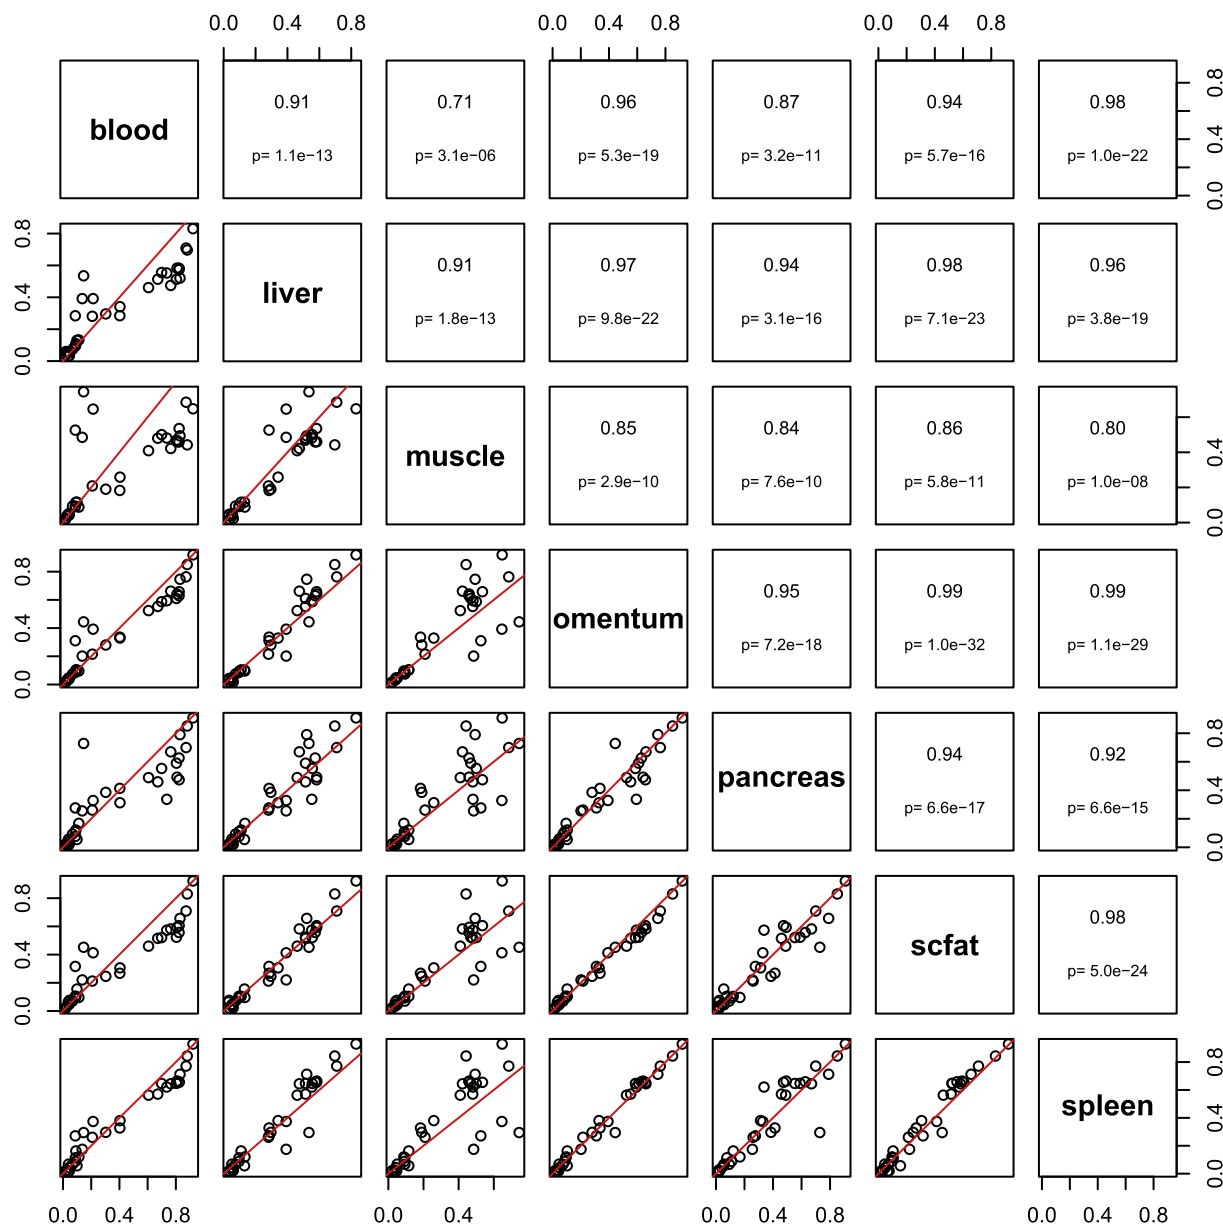 0.0 0.4 0.8 0.0 0.4 0.8 0.0 0.4 0.8
blood 0.91 0.71 0.96 0.87 0.94 0.98
p= 1.1e−13 p= 3.1e−06 p= 5.3e−19 p= 3.2e−11 p= 5.7e−16 p= 1.0e−22
0.0 0.4 0.8
0.0 0.4 0.8
liver 0.91 0.97 0.94 0.98 0.96
p= 1.8e−13 p= 9.8e−22 p= 3.1e−16 p= 7.1e−23 p= 3.8e−19
muscle 0.85 0.84 0.86 0.80
p= 2.9e−10 p= 7.6e−10 p= 5.8e−11 p= 1.0e−08
0.0 0.4
0.0 0.4 0.8
omentum 0.95 0.99 0.99
p= 7.2e−18 p= 1.0e−32 p= 1.1e−29
pancreas 0.94 0.92
p= 6.6e−17 p= 6.6e−15
0.0 0.4 0.8
0.0 0.4 0.8
scfat 0.98
p= 5.0e−24
spleen
0.0 0.4 0.8
0.0 0.4 0.8 0.4 0.0 0.4 0.8 0.0 0.4 0.8